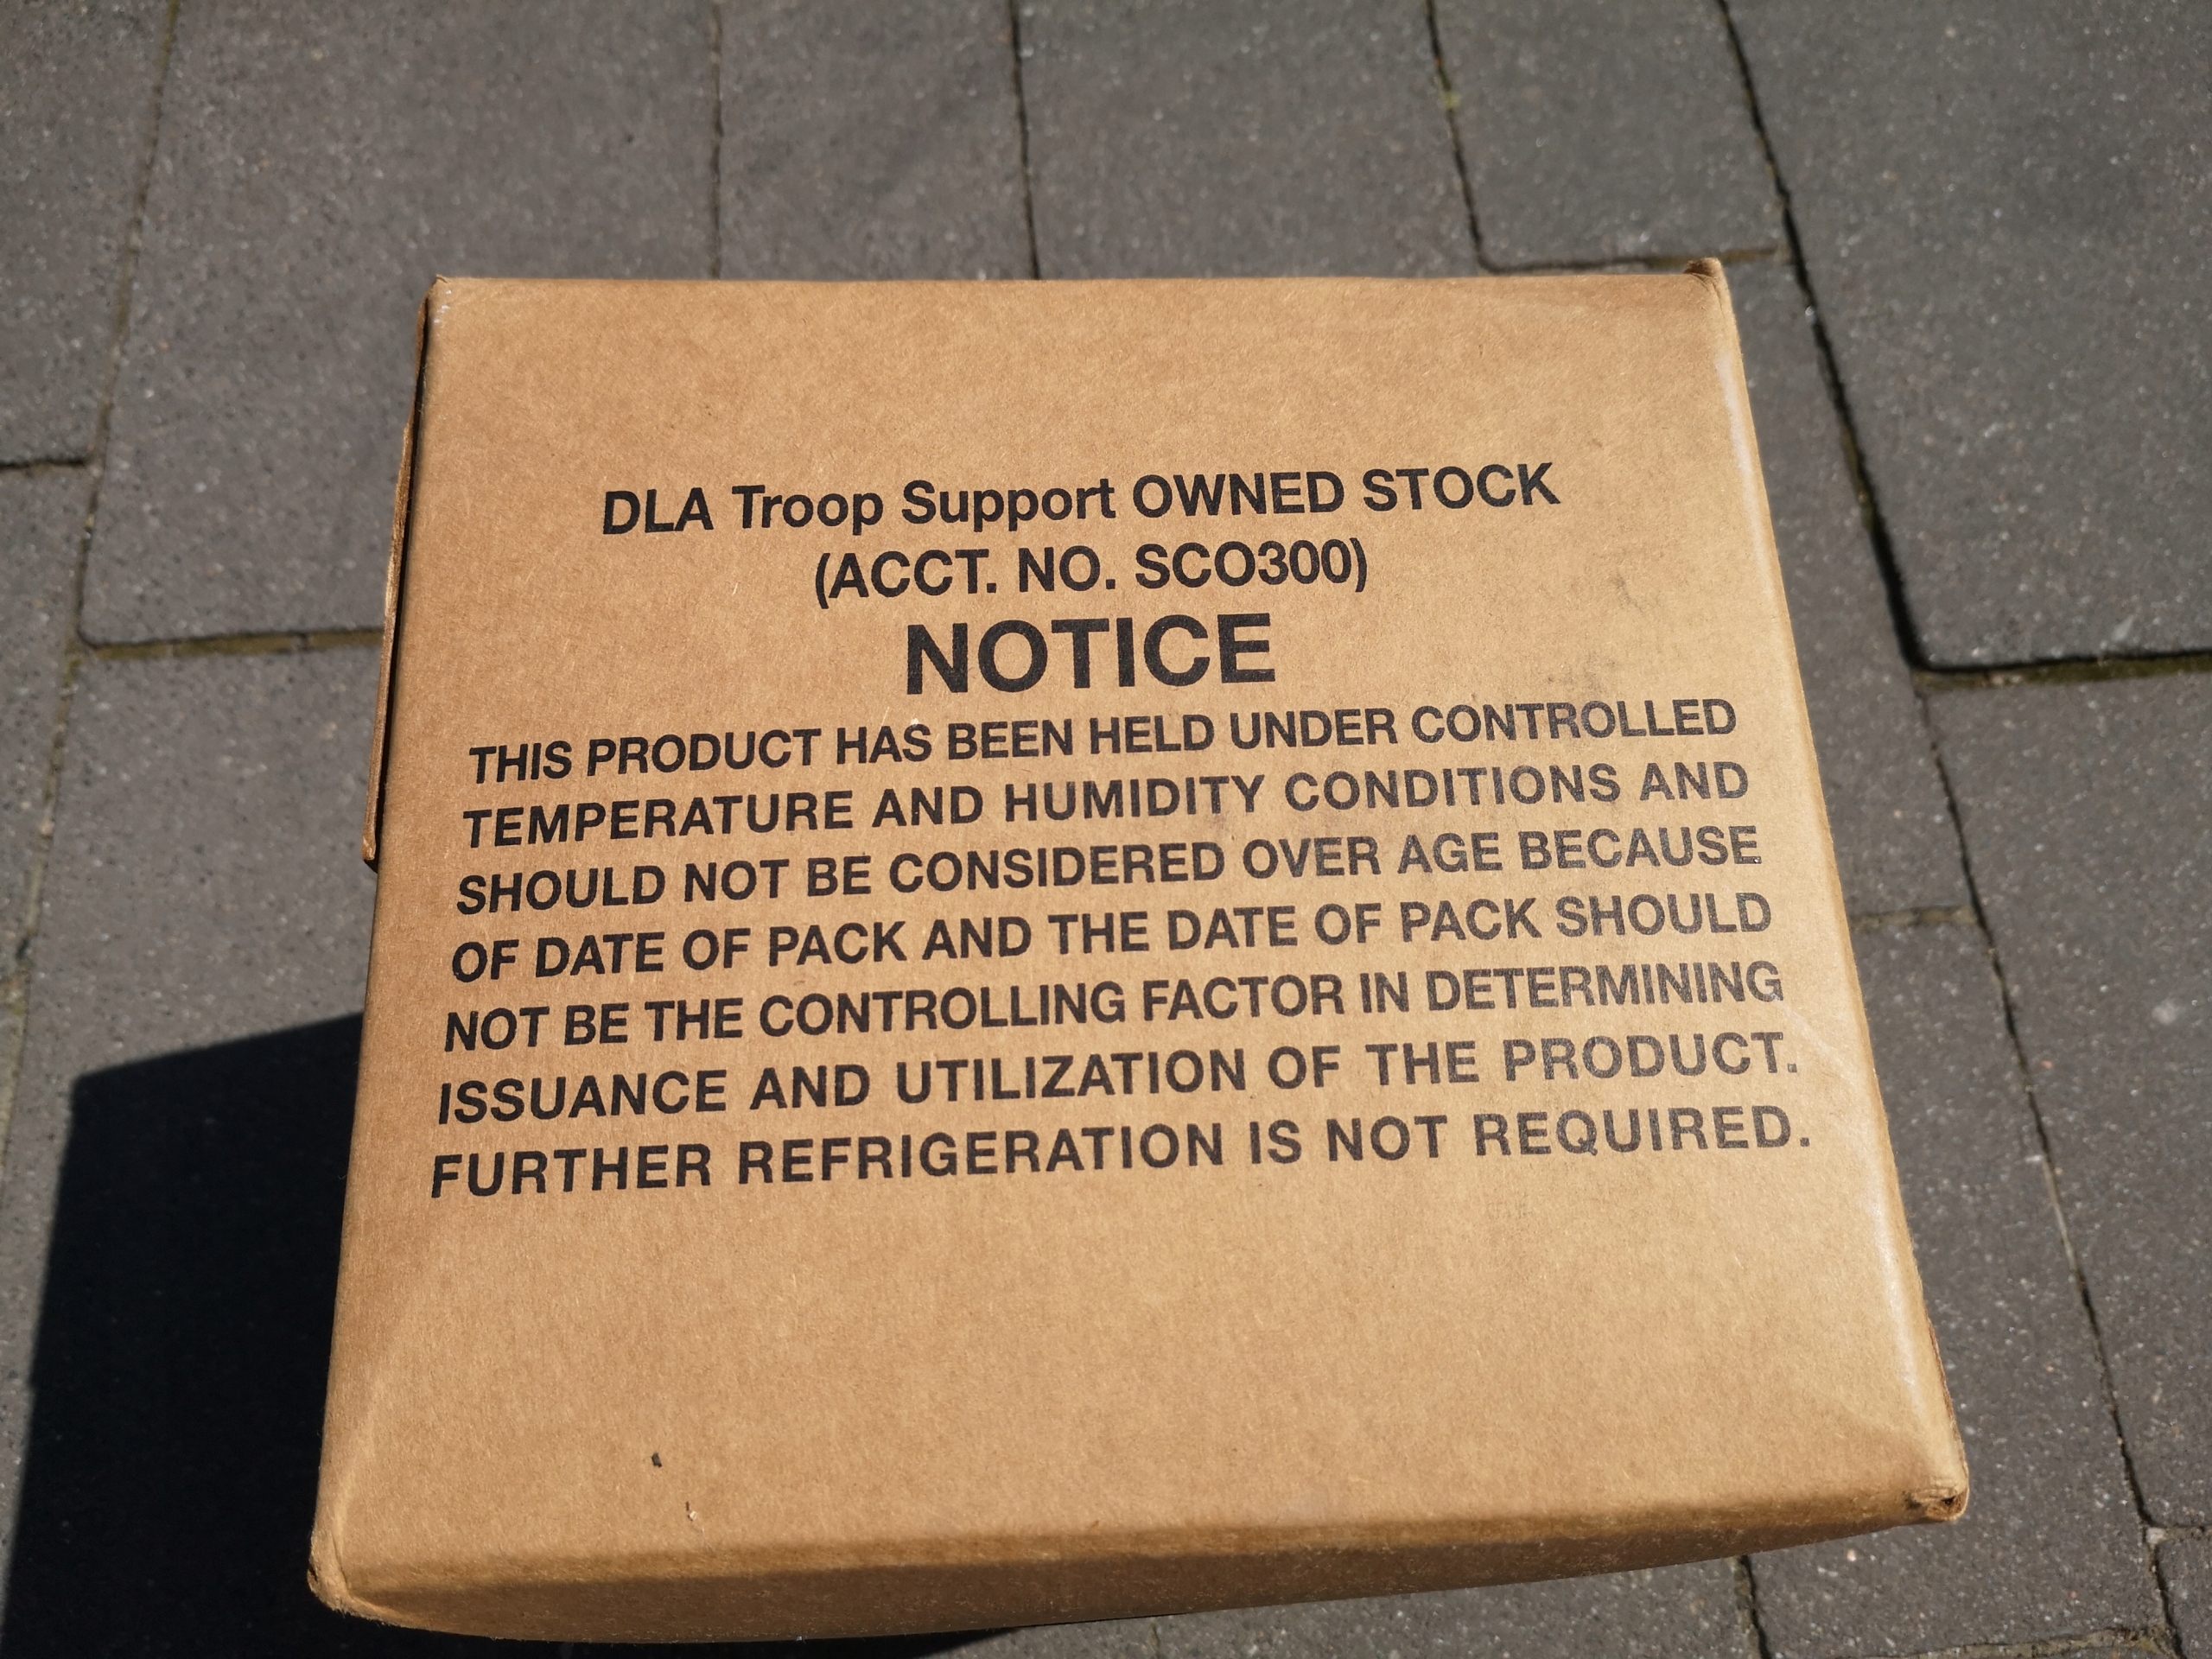 DLA Troop Support OWNED STOCK
(ACCT. NO. SCO300)
NOTICE
THIS PRODUCT HAS BEEN HELD UNDER CONTROLLED
TEMPERATURE AND HUMIDITY CONDITIONS AND
SHOULD NOT BE CONSIDERED OVER AGE BECAUSE
OF DATE OF PACK AND THE DATE OF PACK SHOULD
NOT BE THE CONTROLLING FACTOR IN DETERMINING
ISSUANCE AND UTILIZATION OF THE PRODUCT.
FURTHER REFRIGERATION IS NOT REQUIRED.